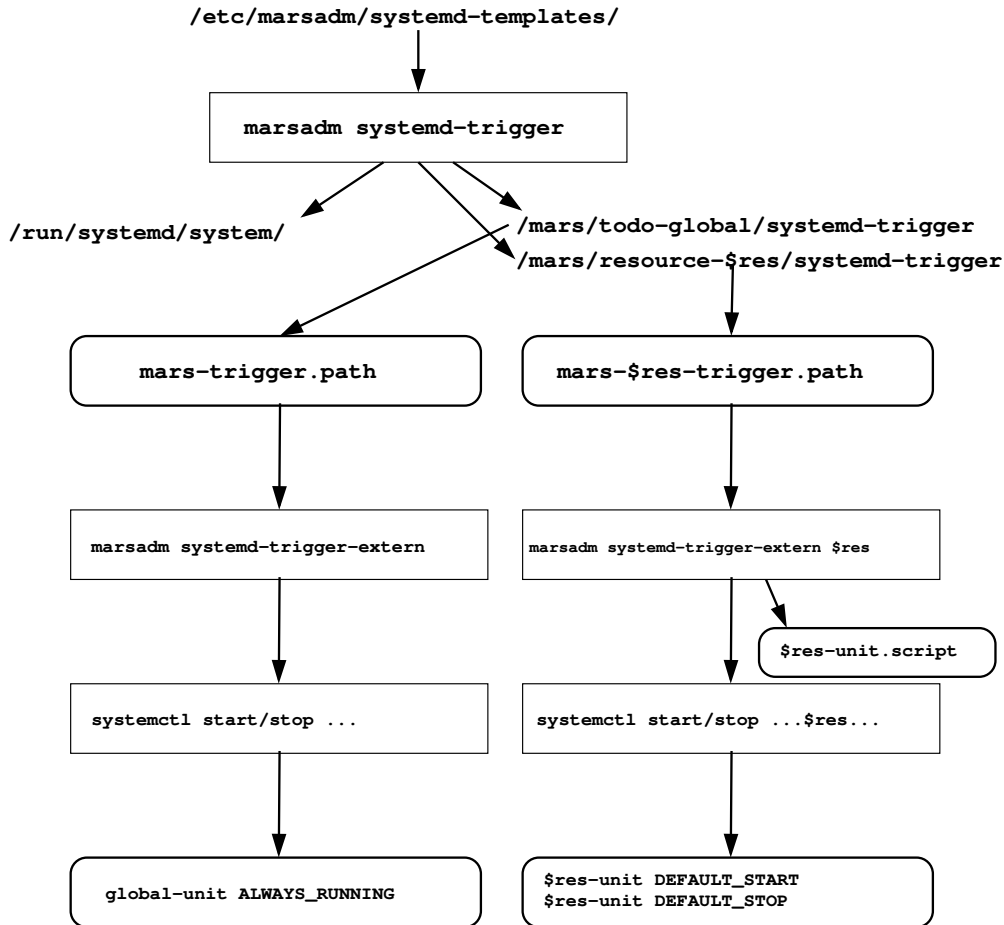 /etc/marsadm/systemd-templates/
marsadm systemd-trigger
/run/systemd/system/
/mars/todo-global/systemd-trigger
/mars/resource-$res/systemd-trigger
mars-trigger.path
mars-$res-trigger.path
marsadm systemd-trigger-extern
marsadm systemd-trigger-extern $res
$res-unit.script
systemctl start/stop ...
systemctl start/stop ...$res...
global-unit ALWAYS_RUNNING
$res-unit DEFAULT_START
$res-unit DEFAULT_STOP